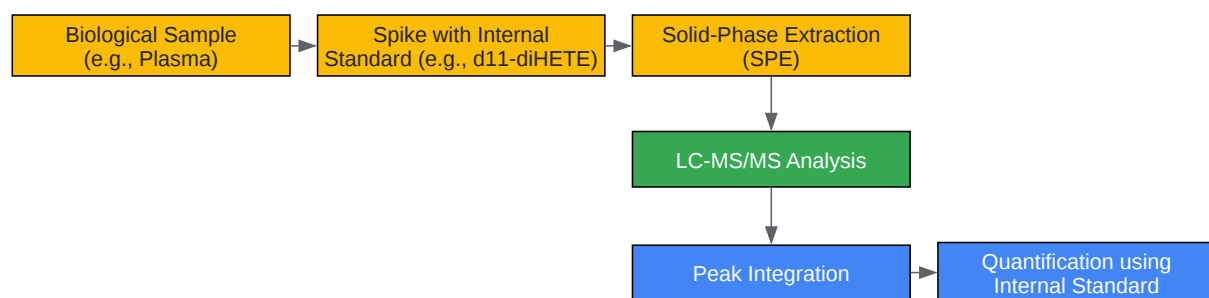 Biological Sample
(e.g., Plasma)
Spike with Internal
Standard (e.g., d11-diHETE)
Solid-Phase Extraction
(SPE)
LC-MS/MS Analysis
Peak Integration
Quantification using
Internal Standard